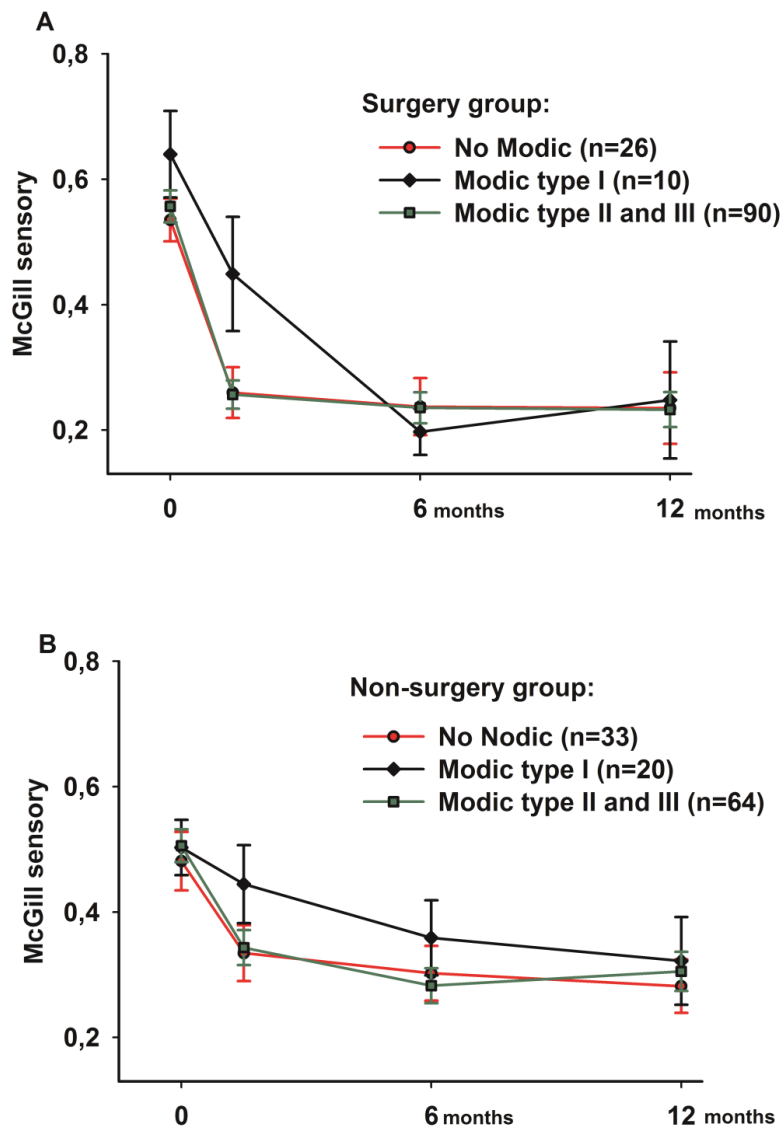 A
0,8
0,6
0,4
0,2
McGill sensory
Surgery group:
No Modic (n=26)
Modic type I (n=10)
Modic type II and III (n=90)
0
6 months
12 months
B
0,8
0,6
0,4
0,2
McGill sensory
Non-surgery group:
No Nodic (n=33)
Modic type I (n=20)
Modic type II and III (n=64)
0
6 months
12 months